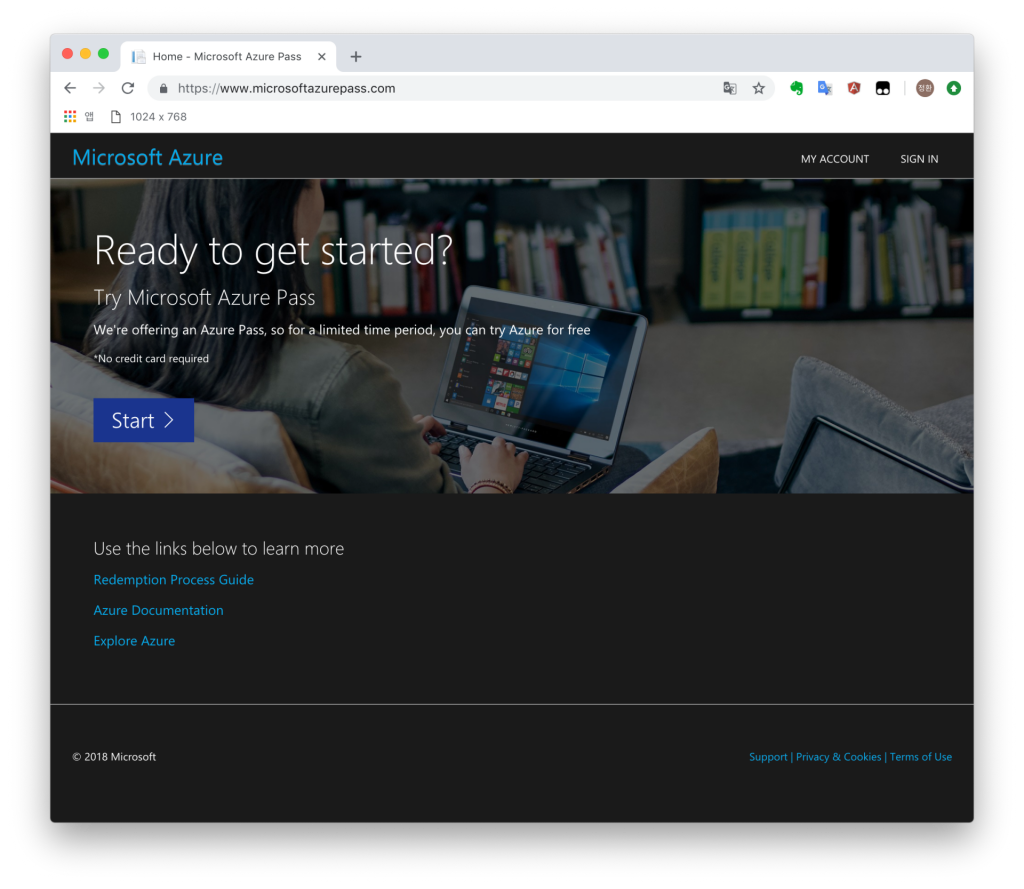 Home - Microsoft Azure Pass
https://www.microsoftazurepass.com
정환
앱
1024 x 768
Microsoft Azure
MY ACCOUNT
SIGN IN
Ready to get started?
Try Microsoft Azure Pass
We're offering an Azure Pass, so for a limited time period, you can try Azure for free
*No credit card required
Start
Use the links below to learn more
Redemption Process Guide
Azure Documentation
Explore Azure
© 2018 Microsoft
Support | Privacy & Cookies | Terms of Use